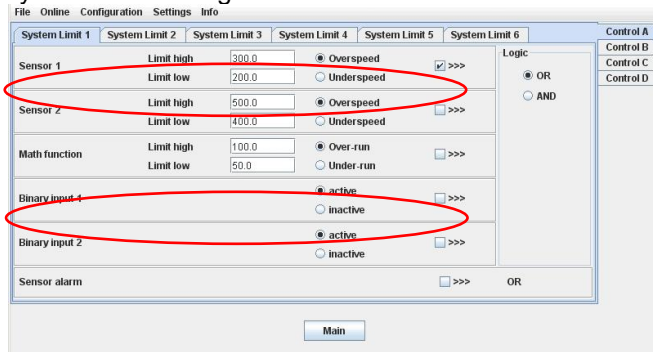 File Online Configuration Settings Info
System Limit 1 System Limit 2 System Limit 3 System Limit 4 System Limit 5 System Limit 6 Control A
Control B
Control C
Control D
Sensor 1 Limit high 300.0 Overspeed >>> Logic
Limit low 200.0 Underspeed OR
AND
Sensor 2 Limit high 500.0 Overspeed >>>
Limit low 400.0 Underspeed
Math function Limit high 100.0 Over-run >>>
Limit low 50.0 Under-run
Binary input 1 active >>>
inactive
Binary input 2 active >>>
inactive
Sensor alarm >>> OR
Main